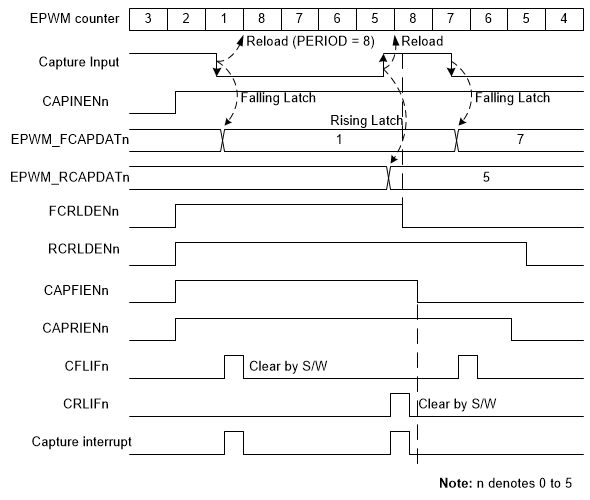 EPWM counter 3 2 1 8 7 6 5 8 7 6 5 4
Reload (PERIOD = 8) Reload
Capture Input
Falling Latch Falling Latch
CAPINENn
Rising Latch
EPWM_FCAPDATn 1 7
EPWM_RCAPDATn 5
FCRLDENn
RCRLDENn
CAPFIENn
CAPRIENn
CFLIFn Clear by S/W
CRLIFn Clear by S/W
Capture interrupt
Note: n denotes 0 to 5